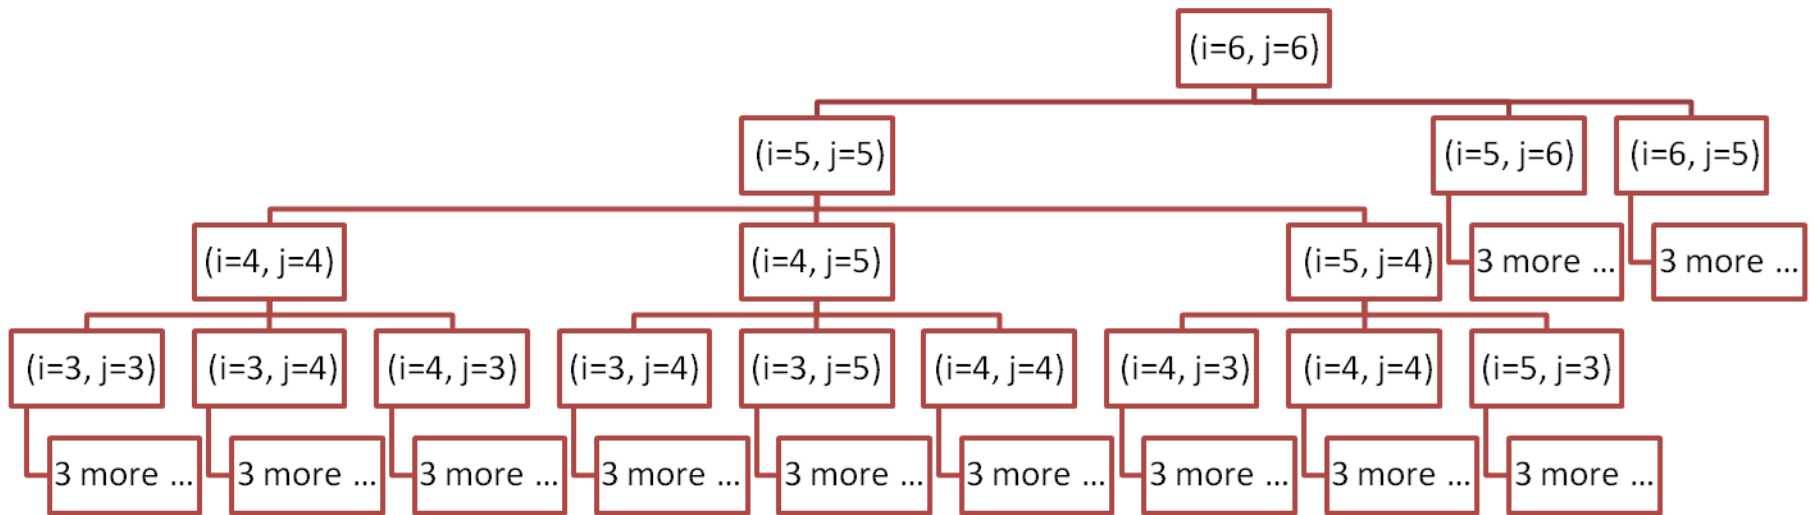 (i=6, j=6)
(i=5, j=5)
(i=5, j=6)
(i=6, j=5)
(i=4, j=4)
(i=4, j=5)
(i=5, j=4)
3 more ...
3 more ...
(i=3, j=3)
(i=3, j=4)
(i=4, j=3)
(i=3, j=4)
(i=3, j=5)
(i=4, j=4)
(i=4, j=3)
(i=4, j=4)
(i=5, j=3)
3 more ...
3 more ...
3 more ...
3 more ...
3 more ...
3 more ...
3 more ...
3 more ...
3 more ...